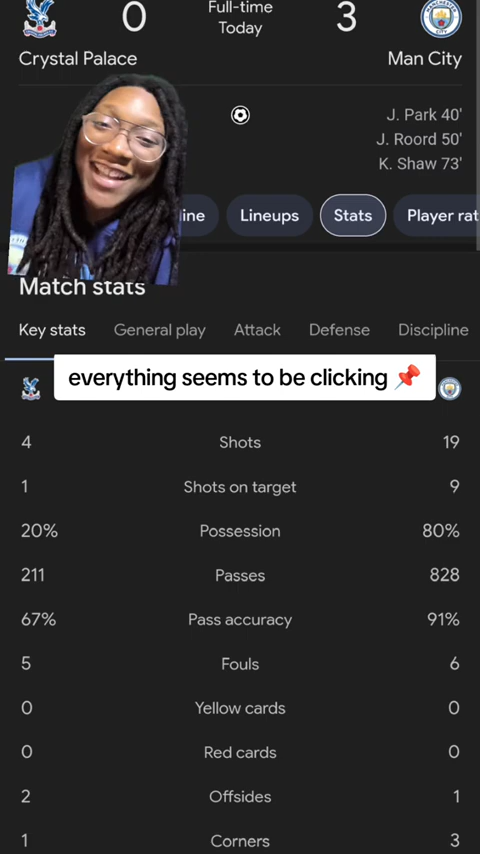 0
Full-time
Today
3
Crystal Palace
Man City
J. Park 40'
J. Roord 50'
K. Shaw 73'
line
Lineups
Stats
Player rat
Match stats
Key stats
General play
Attack
Defense
Discipline
everything seems to be clicking 📌
4 Shots 19
1 Shots on target 9
20% Possession 80%
211 Passes 828
67% Pass accuracy 91%
5 Fouls 6
0 Yellow cards 0
0 Red cards 0
2 Offsides 1
1 Corners 3